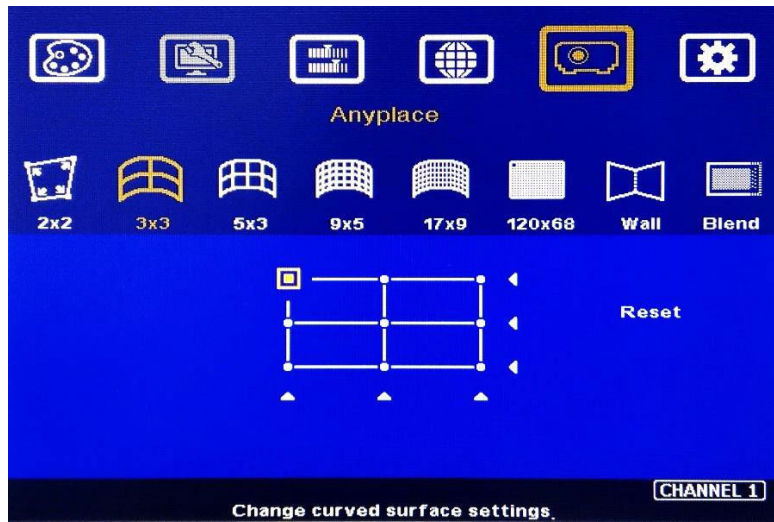 Anyplace
2x2 3x3 5x3 9x5 17x9 120x68 Wall Blend
Reset
CHANNEL 1
Change curved surface settings.